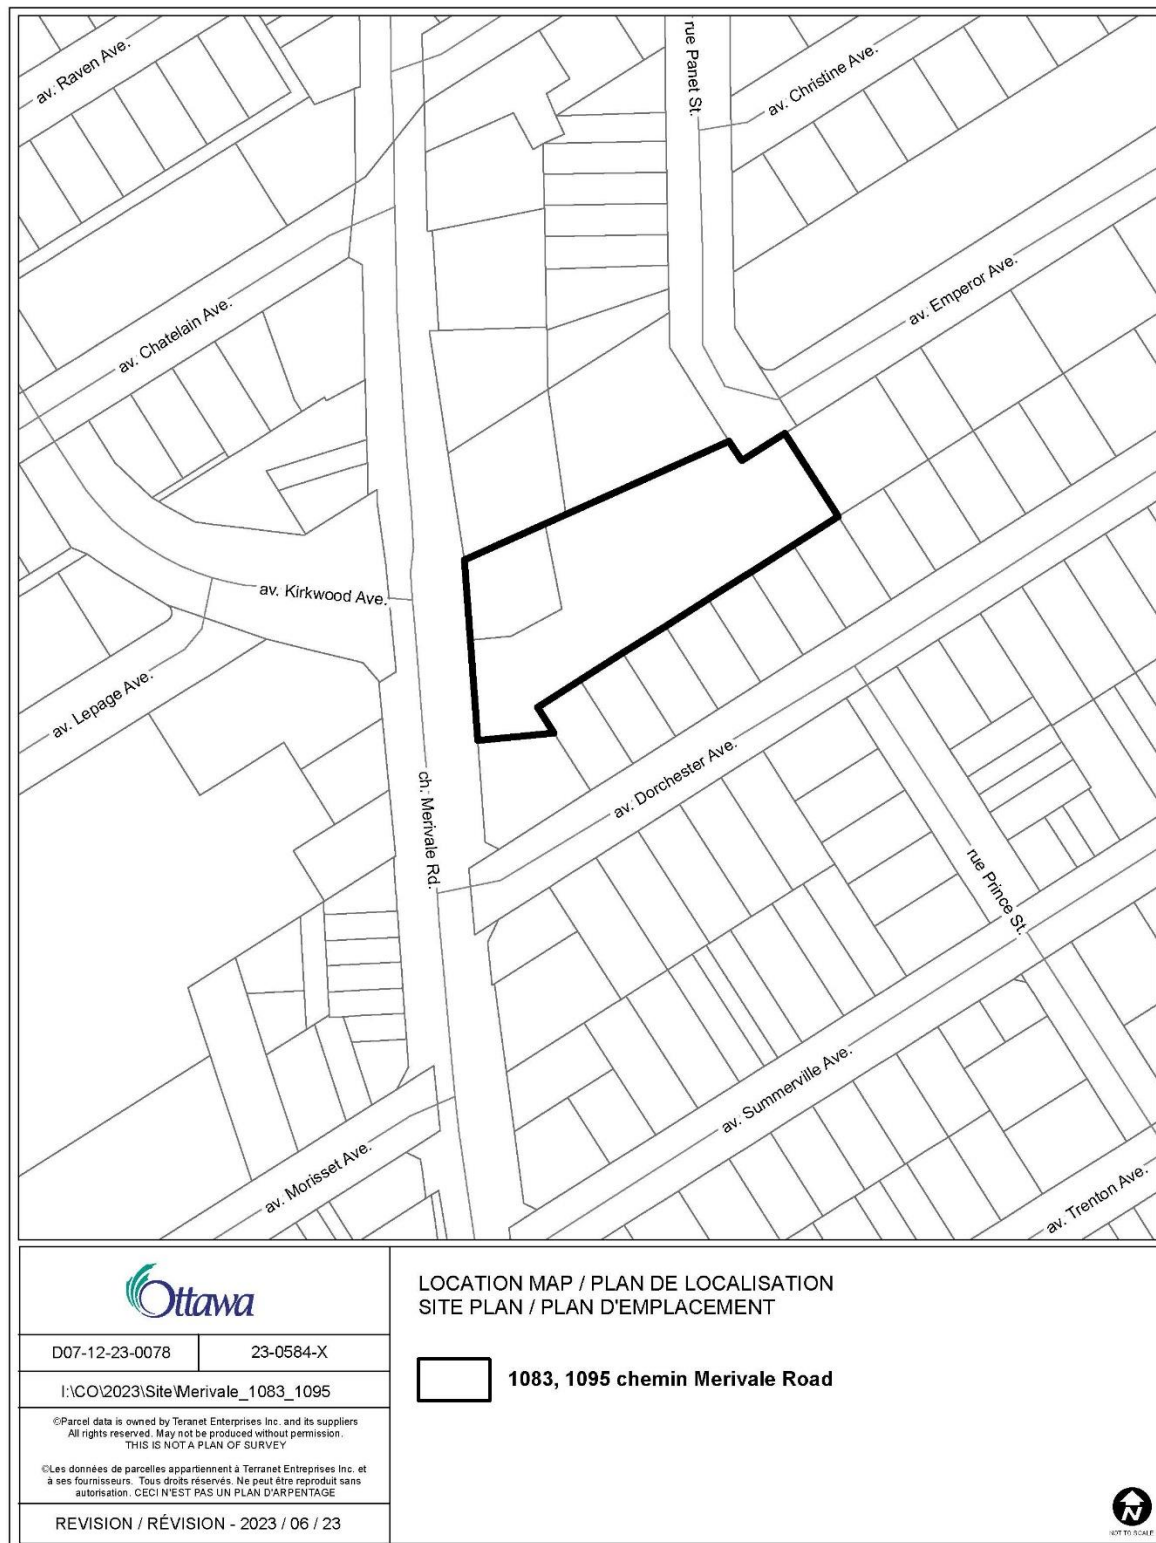 av. Raven Ave.
rue Panet St.
av. Christine Ave.
av. Emperor Ave.
av. Chatelain Ave.
av. Kirkwood Ave.
av. Lepage Ave.
ch. Merivale Rd.
av. Dorchester Ave.
rue Prince St.
av. Summerville Ave.
av. Morisset Ave.
av. Trenton Ave.
Ottawa
D07-12-23-0078
23-0584-X
I:\CO\2023\Site\Merivale_1083_1095
©Parcel data is owned by Teranet Enterprises Inc. and its suppliers
All rights reserved. May not be produced without permission.
THIS IS NOT A PLAN OF SURVEY
©Les données de parcelles appartiennent à Terranet Entreprises Inc. et
à ses fournisseurs. Tous droits réservés. Ne peut être reproduit sans
autorisation. CECI N'EST PAS UN PLAN D'ARPENTAGE
REVISION / RÉVISION - 2023 / 06 / 23
LOCATION MAP / PLAN DE LOCALISATION
SITE PLAN / PLAN D'EMPLACEMENT
1083, 1095 chemin Merivale Road
N
NOT TO SCALE